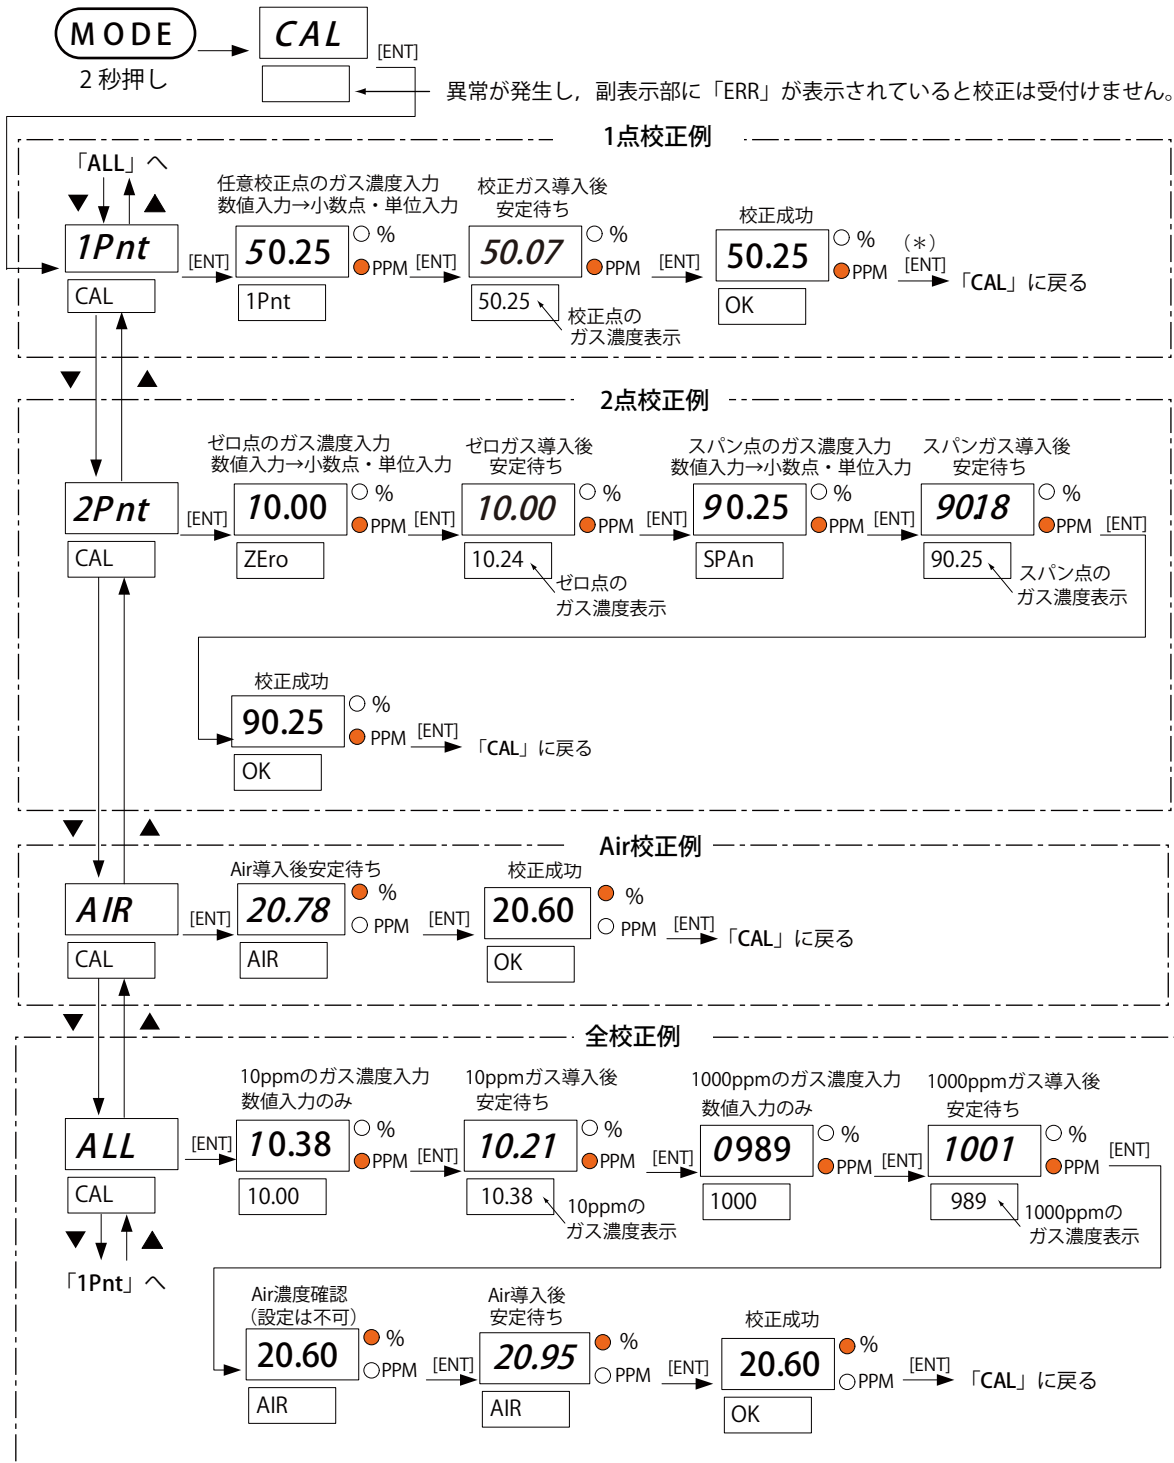 MODE
2 秒押し
CAL
[ENT]
異常が発生し，副表示部に「ERR」が表示されていると校正は受付けません。
1点校正例
「ALL」へ
▼ ▲
1Pnt
CAL
[ENT]
任意校正点のガス濃度入力
数値入力→小数点・単位入力
50.25
%
PPM
1Pnt
[ENT]
校正ガス導入後
安定待ち
50.07
%
PPM
50.25
校正点の
ガス濃度表示
[ENT]
校正成功
50.25
%
PPM
OK
（＊）
[ENT]
「CAL」に戻る
▼ ▲
2点校正例
2Pnt
CAL
[ENT]
ゼロ点のガス濃度入力
数値入力→小数点・単位入力
10.00
%
PPM
ZEro
[ENT]
ゼロガス導入後
安定待ち
10.00
%
PPM
10.24
ゼロ点の
ガス濃度表示
[ENT]
スパン点のガス濃度入力
数値入力→小数点・単位入力
90.25
%
PPM
SPAn
[ENT]
スパンガス導入後
安定待ち
90.18
%
PPM
90.25
スパン点の
ガス濃度表示
[ENT]
校正成功
90.25
%
PPM
OK
[ENT]
「CAL」に戻る
▼ ▲
Air校正例
AIR
CAL
[ENT]
Air導入後安定待ち
20.78
%
PPM
AIR
[ENT]
校正成功
20.60
%
PPM
OK
[ENT]
「CAL」に戻る
▼ ▲
全校正例
ALL
CAL
▼ ▲
「1Pnt」へ
[ENT]
10ppmのガス濃度入力
数値入力のみ
10.38
%
PPM
10.00
[ENT]
10ppmガス導入後
安定待ち
10.21
%
PPM
10.38
10ppmの
ガス濃度表示
[ENT]
1000ppmのガス濃度入力
数値入力のみ
0989
%
PPM
1000
[ENT]
1000ppmガス導入後
安定待ち
1001
%
PPM
989
1000ppmの
ガス濃度表示
[ENT]
Air濃度確認
（設定は不可）
20.60
%
PPM
AIR
[ENT]
Air導入後
安定待ち
20.95
%
PPM
AIR
[ENT]
校正成功
20.60
%
PPM
OK
[ENT]
「CAL」に戻る